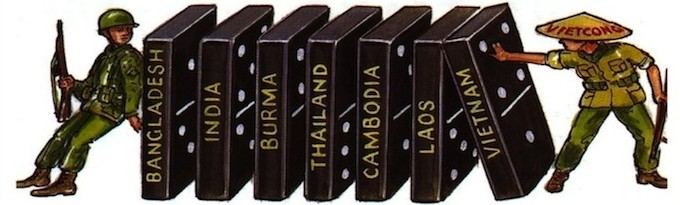 BANGLADESH
INDIA
BURMA
THAILAND
CAMBODIA
LAOS
VIETNAM
VIETCONG